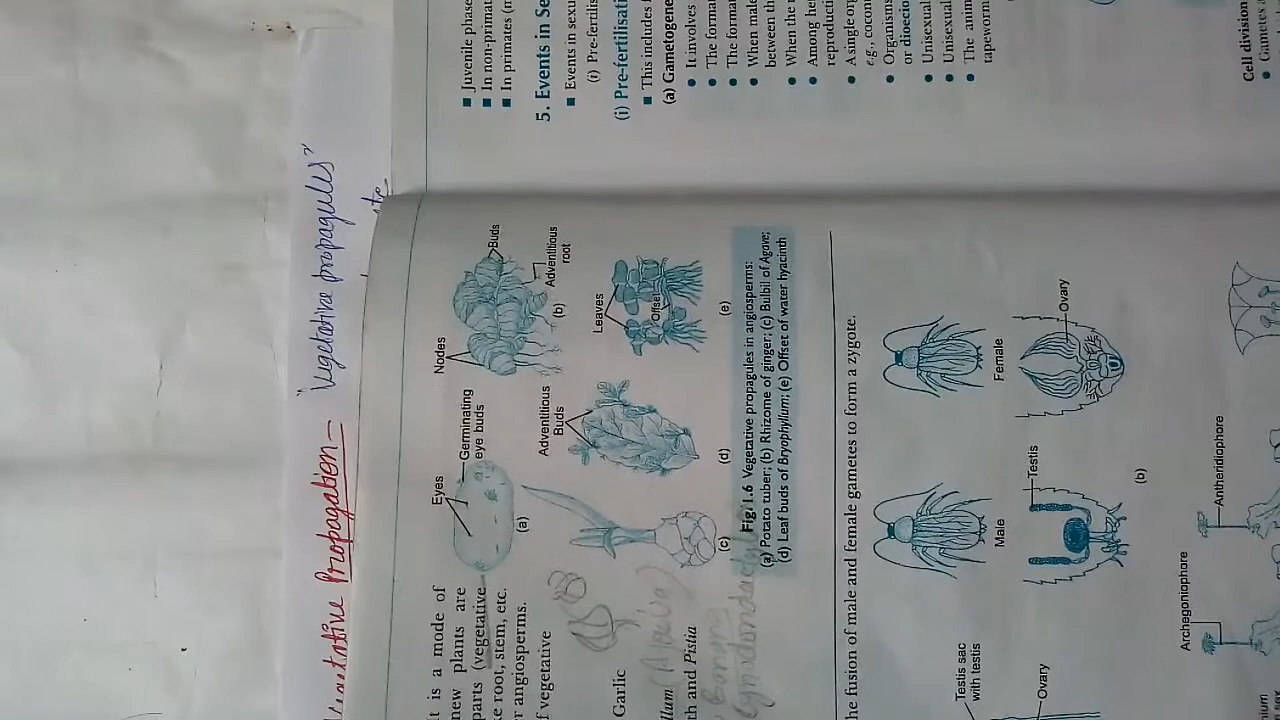 Vegetative Propagation – "Vegetative propagules"
t is a mode of
new plants are
parts (vegetative
e root, stem, etc.
r angiosperms.
f vegetative
Garlic
llum
th and Pistia
Eyes
Germinating
eye buds
(a)
Nodes
Buds
Adventitious
root
(b)
(c)
Adventitious
Buds
(d)
Leaves
Offset
(e)
Fig. 1.6 Vegetative propagules in angiosperms:
(a) Potato tuber; (b) Rhizome of ginger; (c) Bulbil of Agave;
(d) Leaf buds of Bryophyllum; (e) Offset of water hyacinth
he fusion of male and female gametes to form a zygote.
Testis sac
with testis
Ovary
Male
Female
Testis
Ovary
(b)
Archegoniophore
Antheridiophore
Juvenile phase
In non-primat
In primates (m
5. Events in Se
Events in sexu
(i) Pre-fertilis
(i) Pre-fertilisati
This includes
(a) Gametogene
It involves
The forma
The forma
When male
between th
When the
Among he
reproducti
A single org
e.g., coconu
Organisms
or dioeciou
Unisexual
Unisexual
The anim
tapeworm
Cell division
Gametes